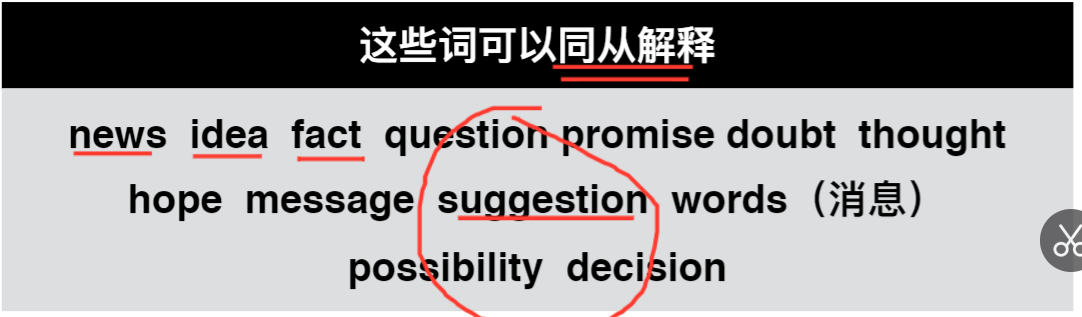 这些词可以同从解释
news idea fact question promise doubt thought
hope message suggestion words（消息）
possibility decision